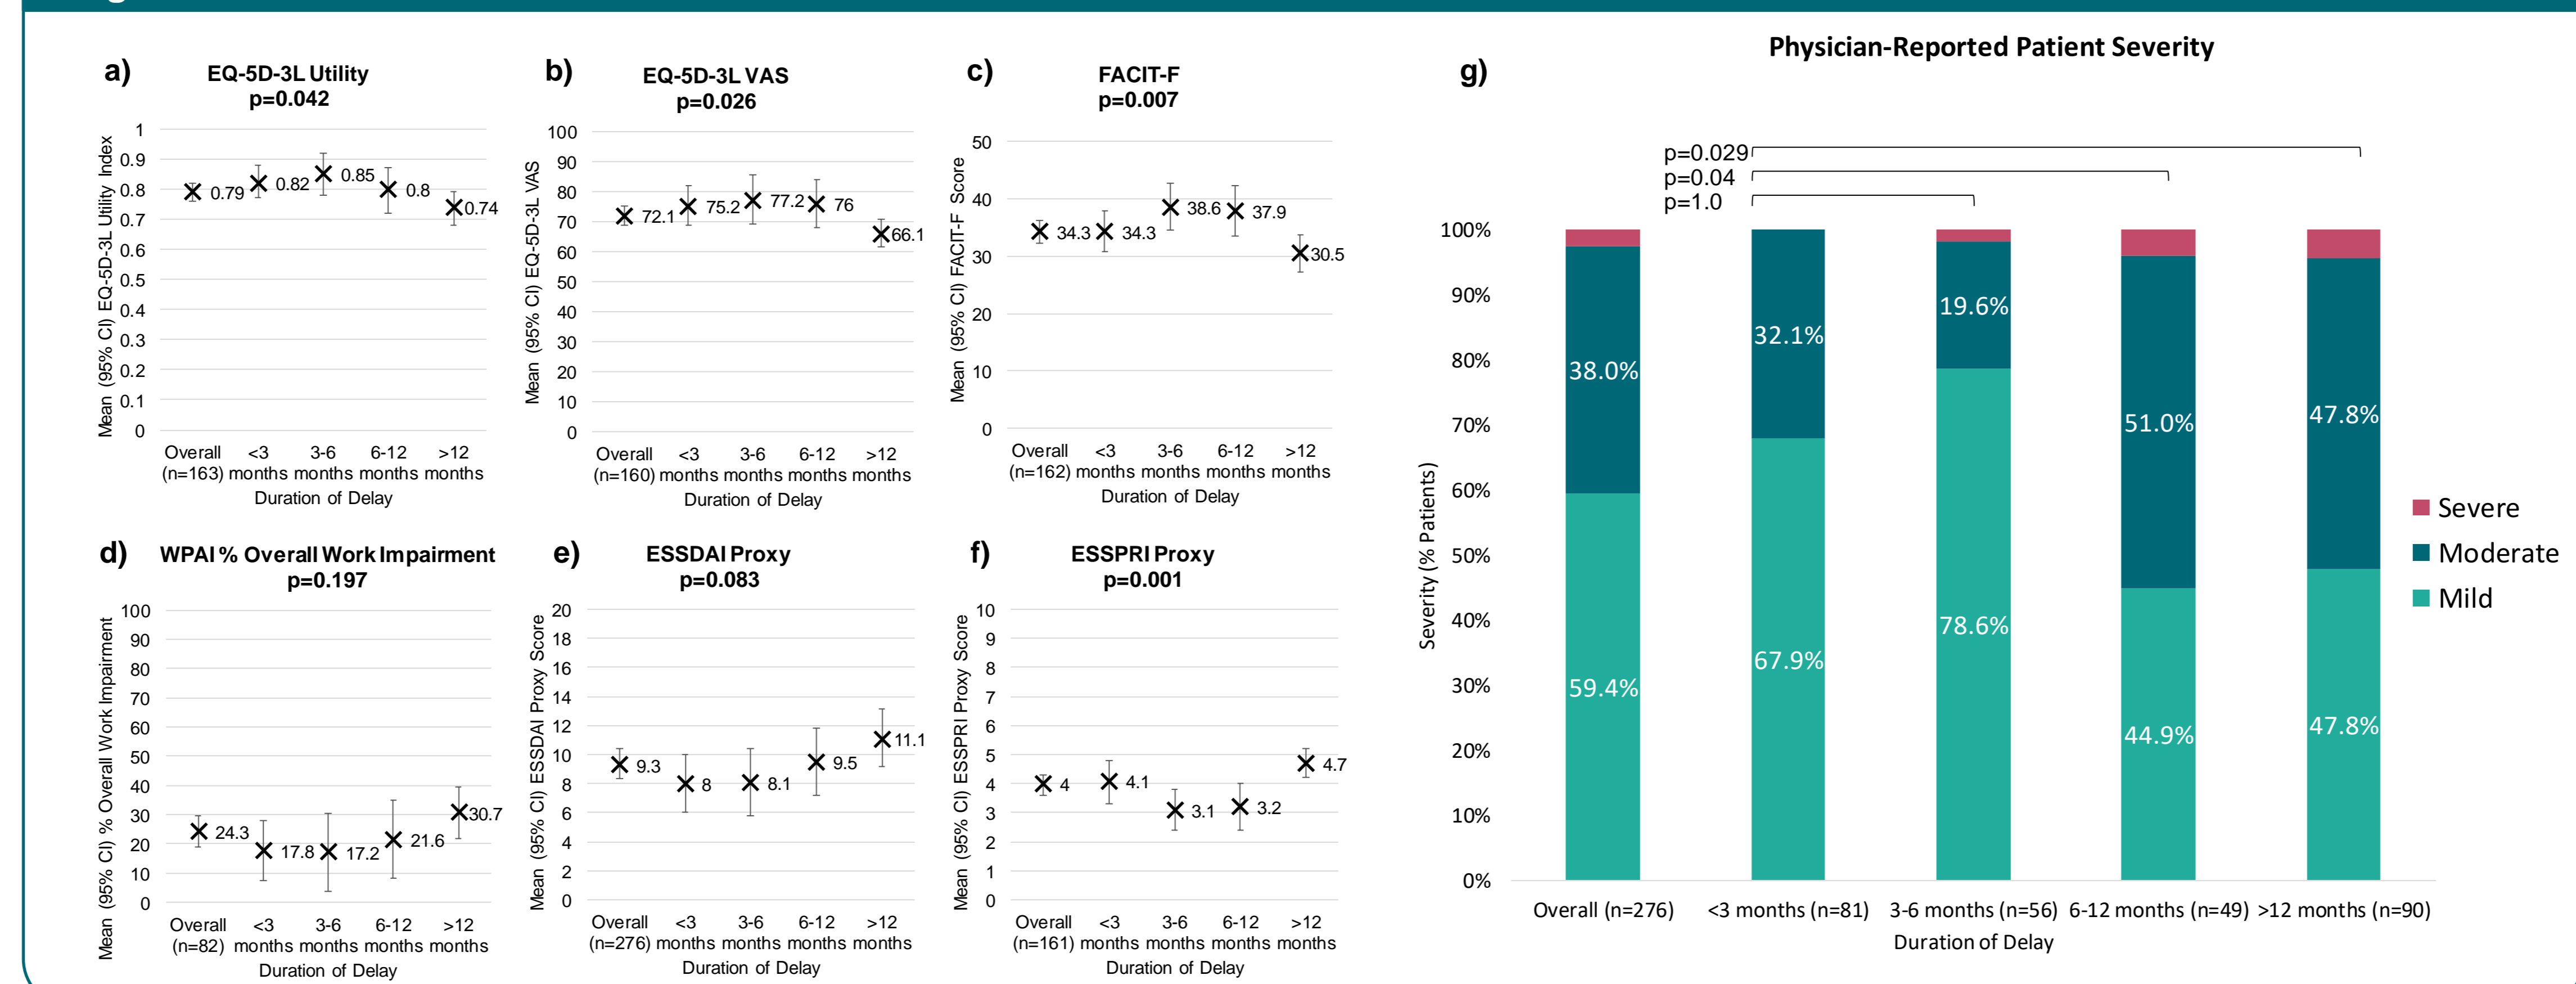 a)
EQ-5D-3L Utility
p=0.042
Mean (95% CI) EQ-5D-3L Utility Index
1
0.9
0.8
0.7
0.6
0.5
0.4
0.3
0.2
0.1
0
0.79
0.82
0.85
0.8
0.74
Overall <3 3-6 6-12 >12
(n=163) months months months months
Duration of Delay
b)
EQ-5D-3L VAS
p=0.026
Mean (95% CI) EQ-5D-3L VAS
100
90
80
70
60
50
40
30
20
10
0
72.1
75.2
77.2
76
66.1
Overall <3 3-6 6-12 >12
(n=160) months months months months
Duration of Delay
c)
FACIT-F
p=0.007
Mean (95% CI) FACIT-F Score
50
40
30
20
10
0
34.3
34.3
38.6
37.9
30.5
Overall <3 3-6 6-12 >12
(n=162) months months months months
Duration of Delay
d)
WPAI % Overall Work Impairment
p=0.197
Mean (95% CI) % Overall Work Impairment
100
90
80
70
60
50
40
30
20
10
0
24.3
17.8
17.2
21.6
30.7
Overall <3 3-6 6-12 >12
(n=82) months months months months
Duration of Delay
e)
ESSDAI Proxy
p=0.083
Mean (95% CI) ESSDAI Proxy Score
20
18
16
14
12
10
8
6
4
2
0
9.3
8
8.1
9.5
11.1
Overall <3 3-6 6-12 >12
(n=276) months months months months
Duration of Delay
f)
ESSPRI Proxy
p=0.001
Mean (95% CI) ESSPRI Proxy Score
10
9
8
7
6
5
4
3
2
1
0
4
4.1
3.1
3.2
4.7
Overall <3 3-6 6-12 >12
(n=161) months months months months
Duration of Delay
g)
Physician-Reported Patient Severity
p=0.029
p=0.04
p=1.0
Severity (% Patients)
100%
90%
80%
70%
60%
50%
40%
30%
20%
10%
0%
38.0%
59.4%
32.1%
67.9%
19.6%
78.6%
51.0%
44.9%
47.8%
47.8%
Overall (n=276) <3 months (n=81) 3-6 months (n=56) 6-12 months (n=49) >12 months (n=90)
Duration of Delay
Severe
Moderate
Mild